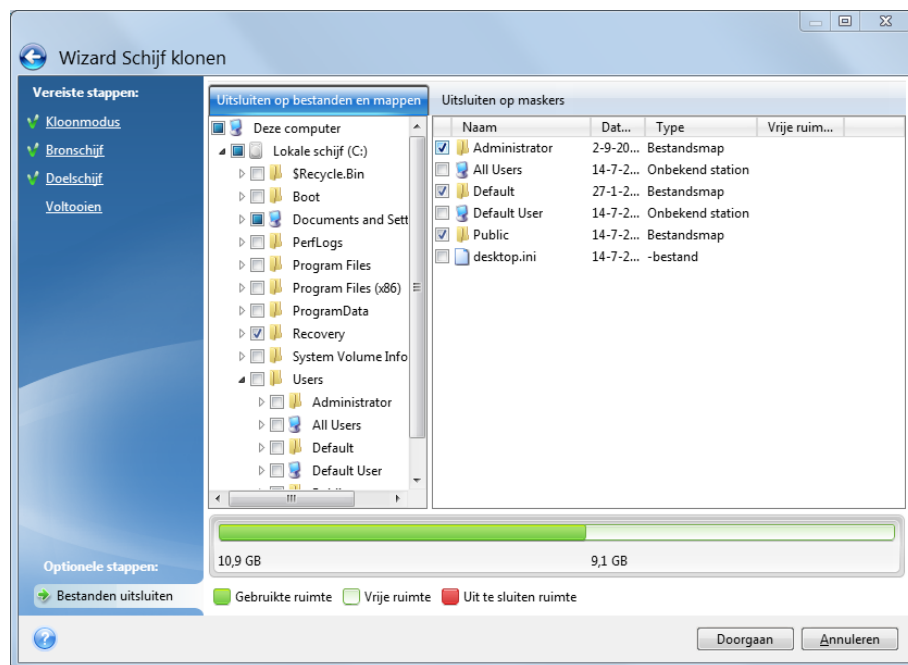 Wizard Schijf klonen
Vereiste stappen:
Kloonmodus
Bronschijf
Doelschijf
Voltooien
Optionele stappen:
Bestanden uitsluiten
Uitsluiten op bestanden en mappen
Uitsluiten op maskers
Deze computer
Lokale schijf (C:)
$Recycle.Bin
Boot
Documents and Sett
PerfLogs
Program Files
Program Files (x86)
ProgramData
Recovery
System Volume Info
Users
Administrator
All Users
Default
Default User
Naam Dat... Type Vrije ruim...
Administrator 2-9-20... Bestandsmap
All Users 14-7-2... Onbekend station
Default 27-1-2... Bestandsmap
Default User 14-7-2... Onbekend station
Public 14-7-2... Bestandsmap
desktop.ini 14-7-2... -bestand
10,9 GB 9,1 GB
Gebruikte ruimte Vrije ruimte Uit te sluiten ruimte
Doorgaan Annuleren